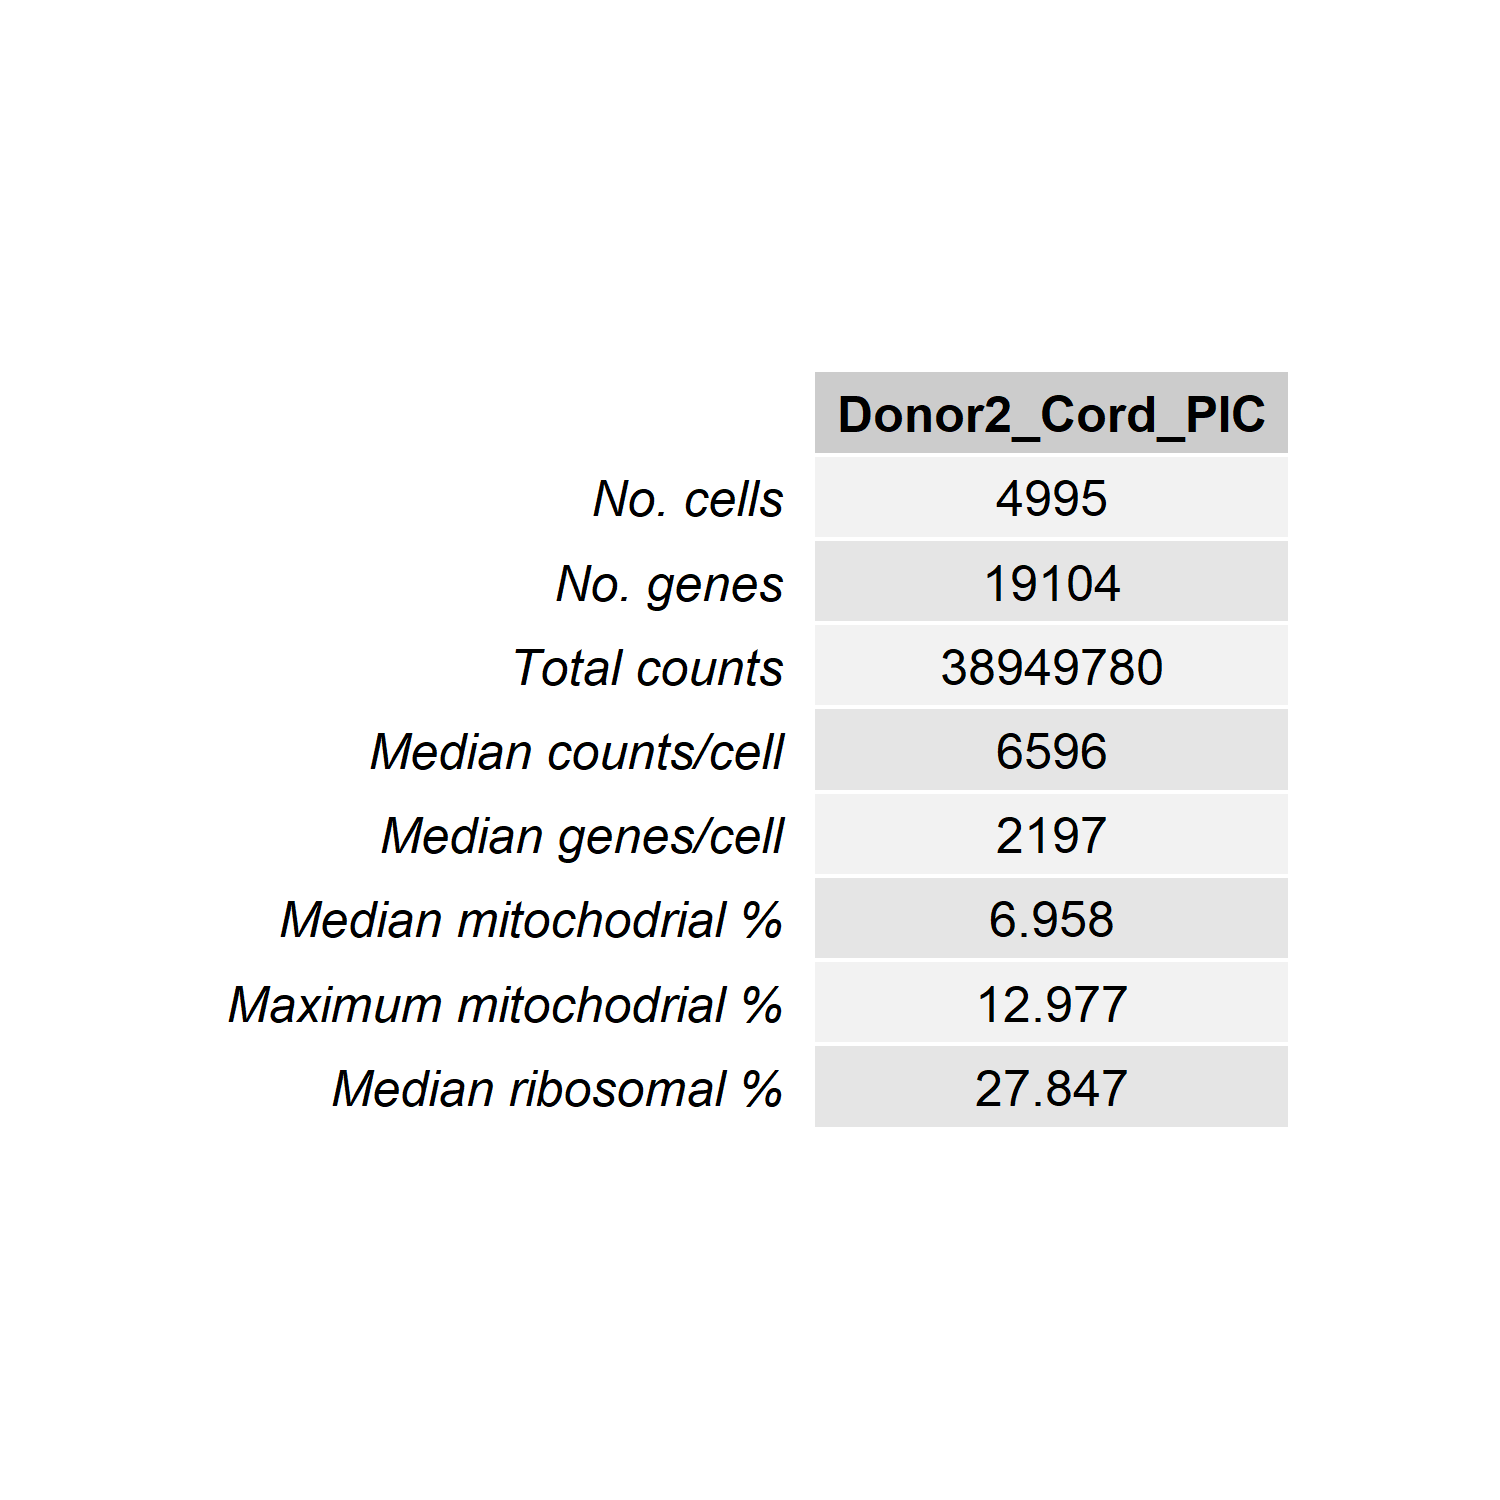 Donor2_Cord_PIC
No. cells 4995
No. genes 19104
Total counts 38949780
Median counts/cell 6596
Median genes/cell 2197
Median mitochodrial % 6.958
Maximum mitochodrial % 12.977
Median ribosomal % 27.847